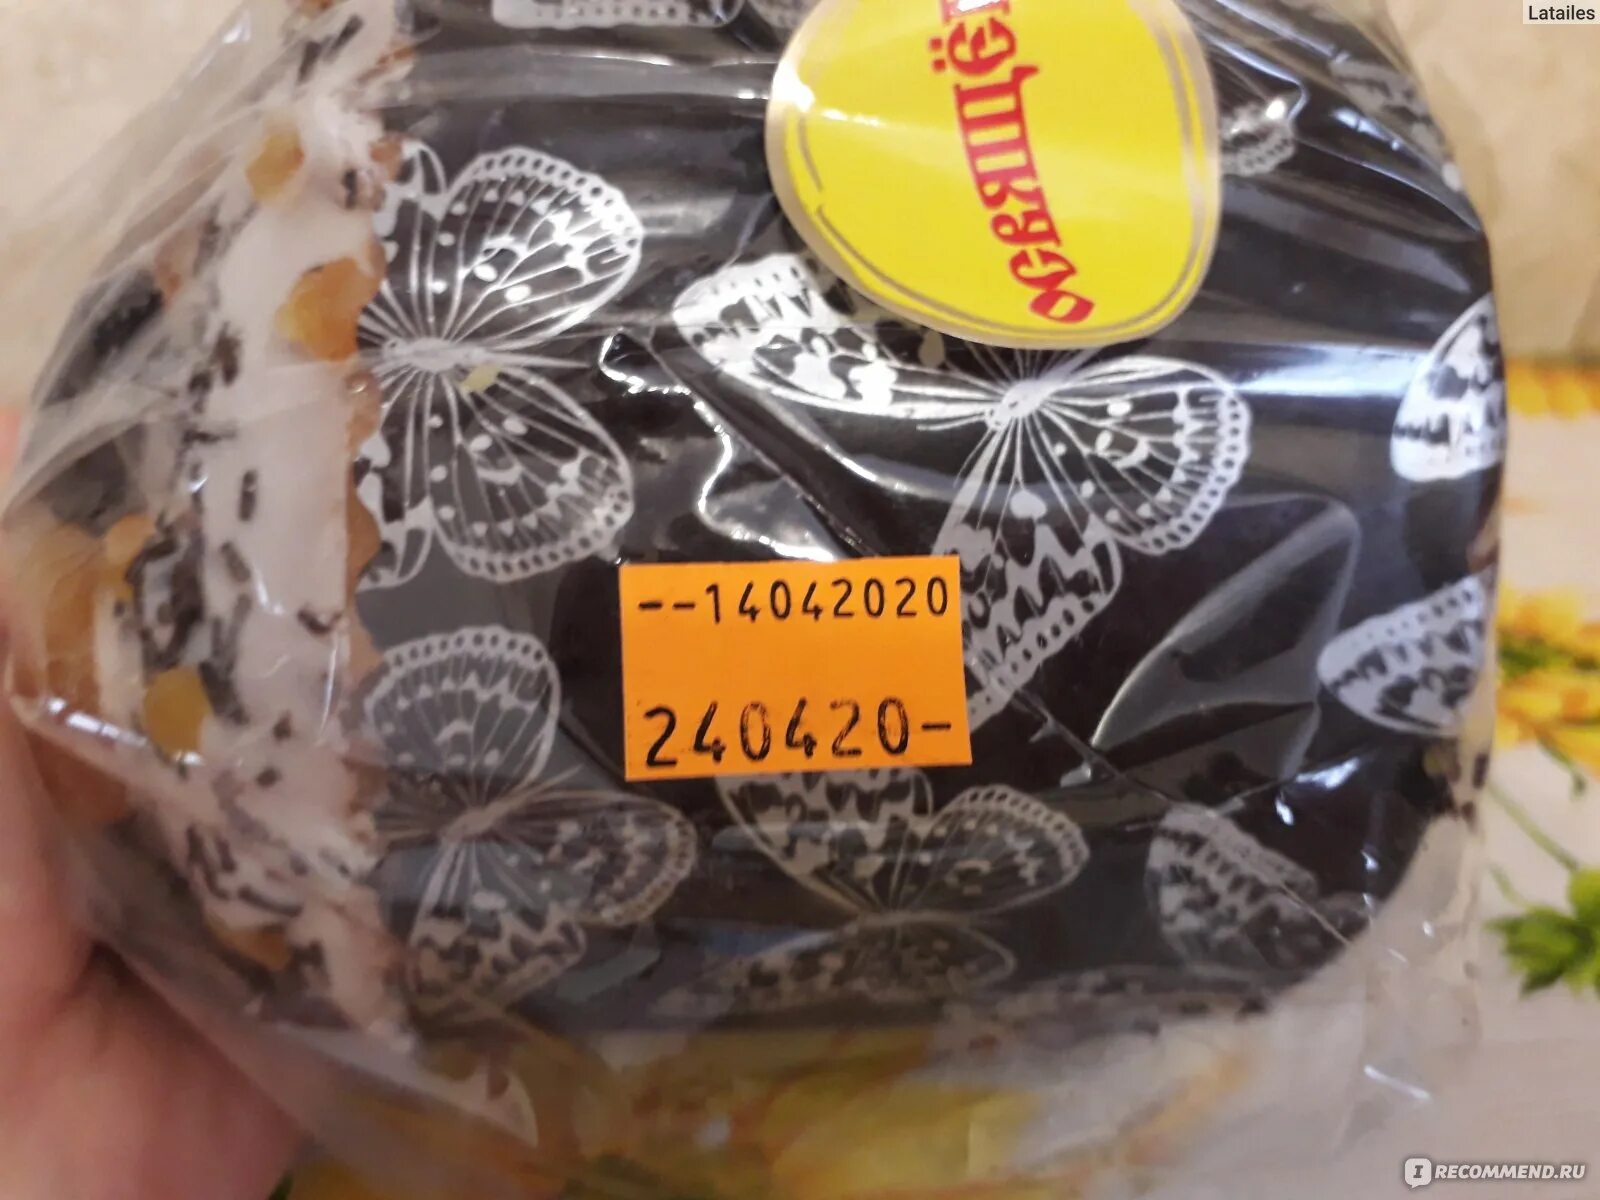 Latailes
освящён
--14042020
240420-
RECOMMEND.RU